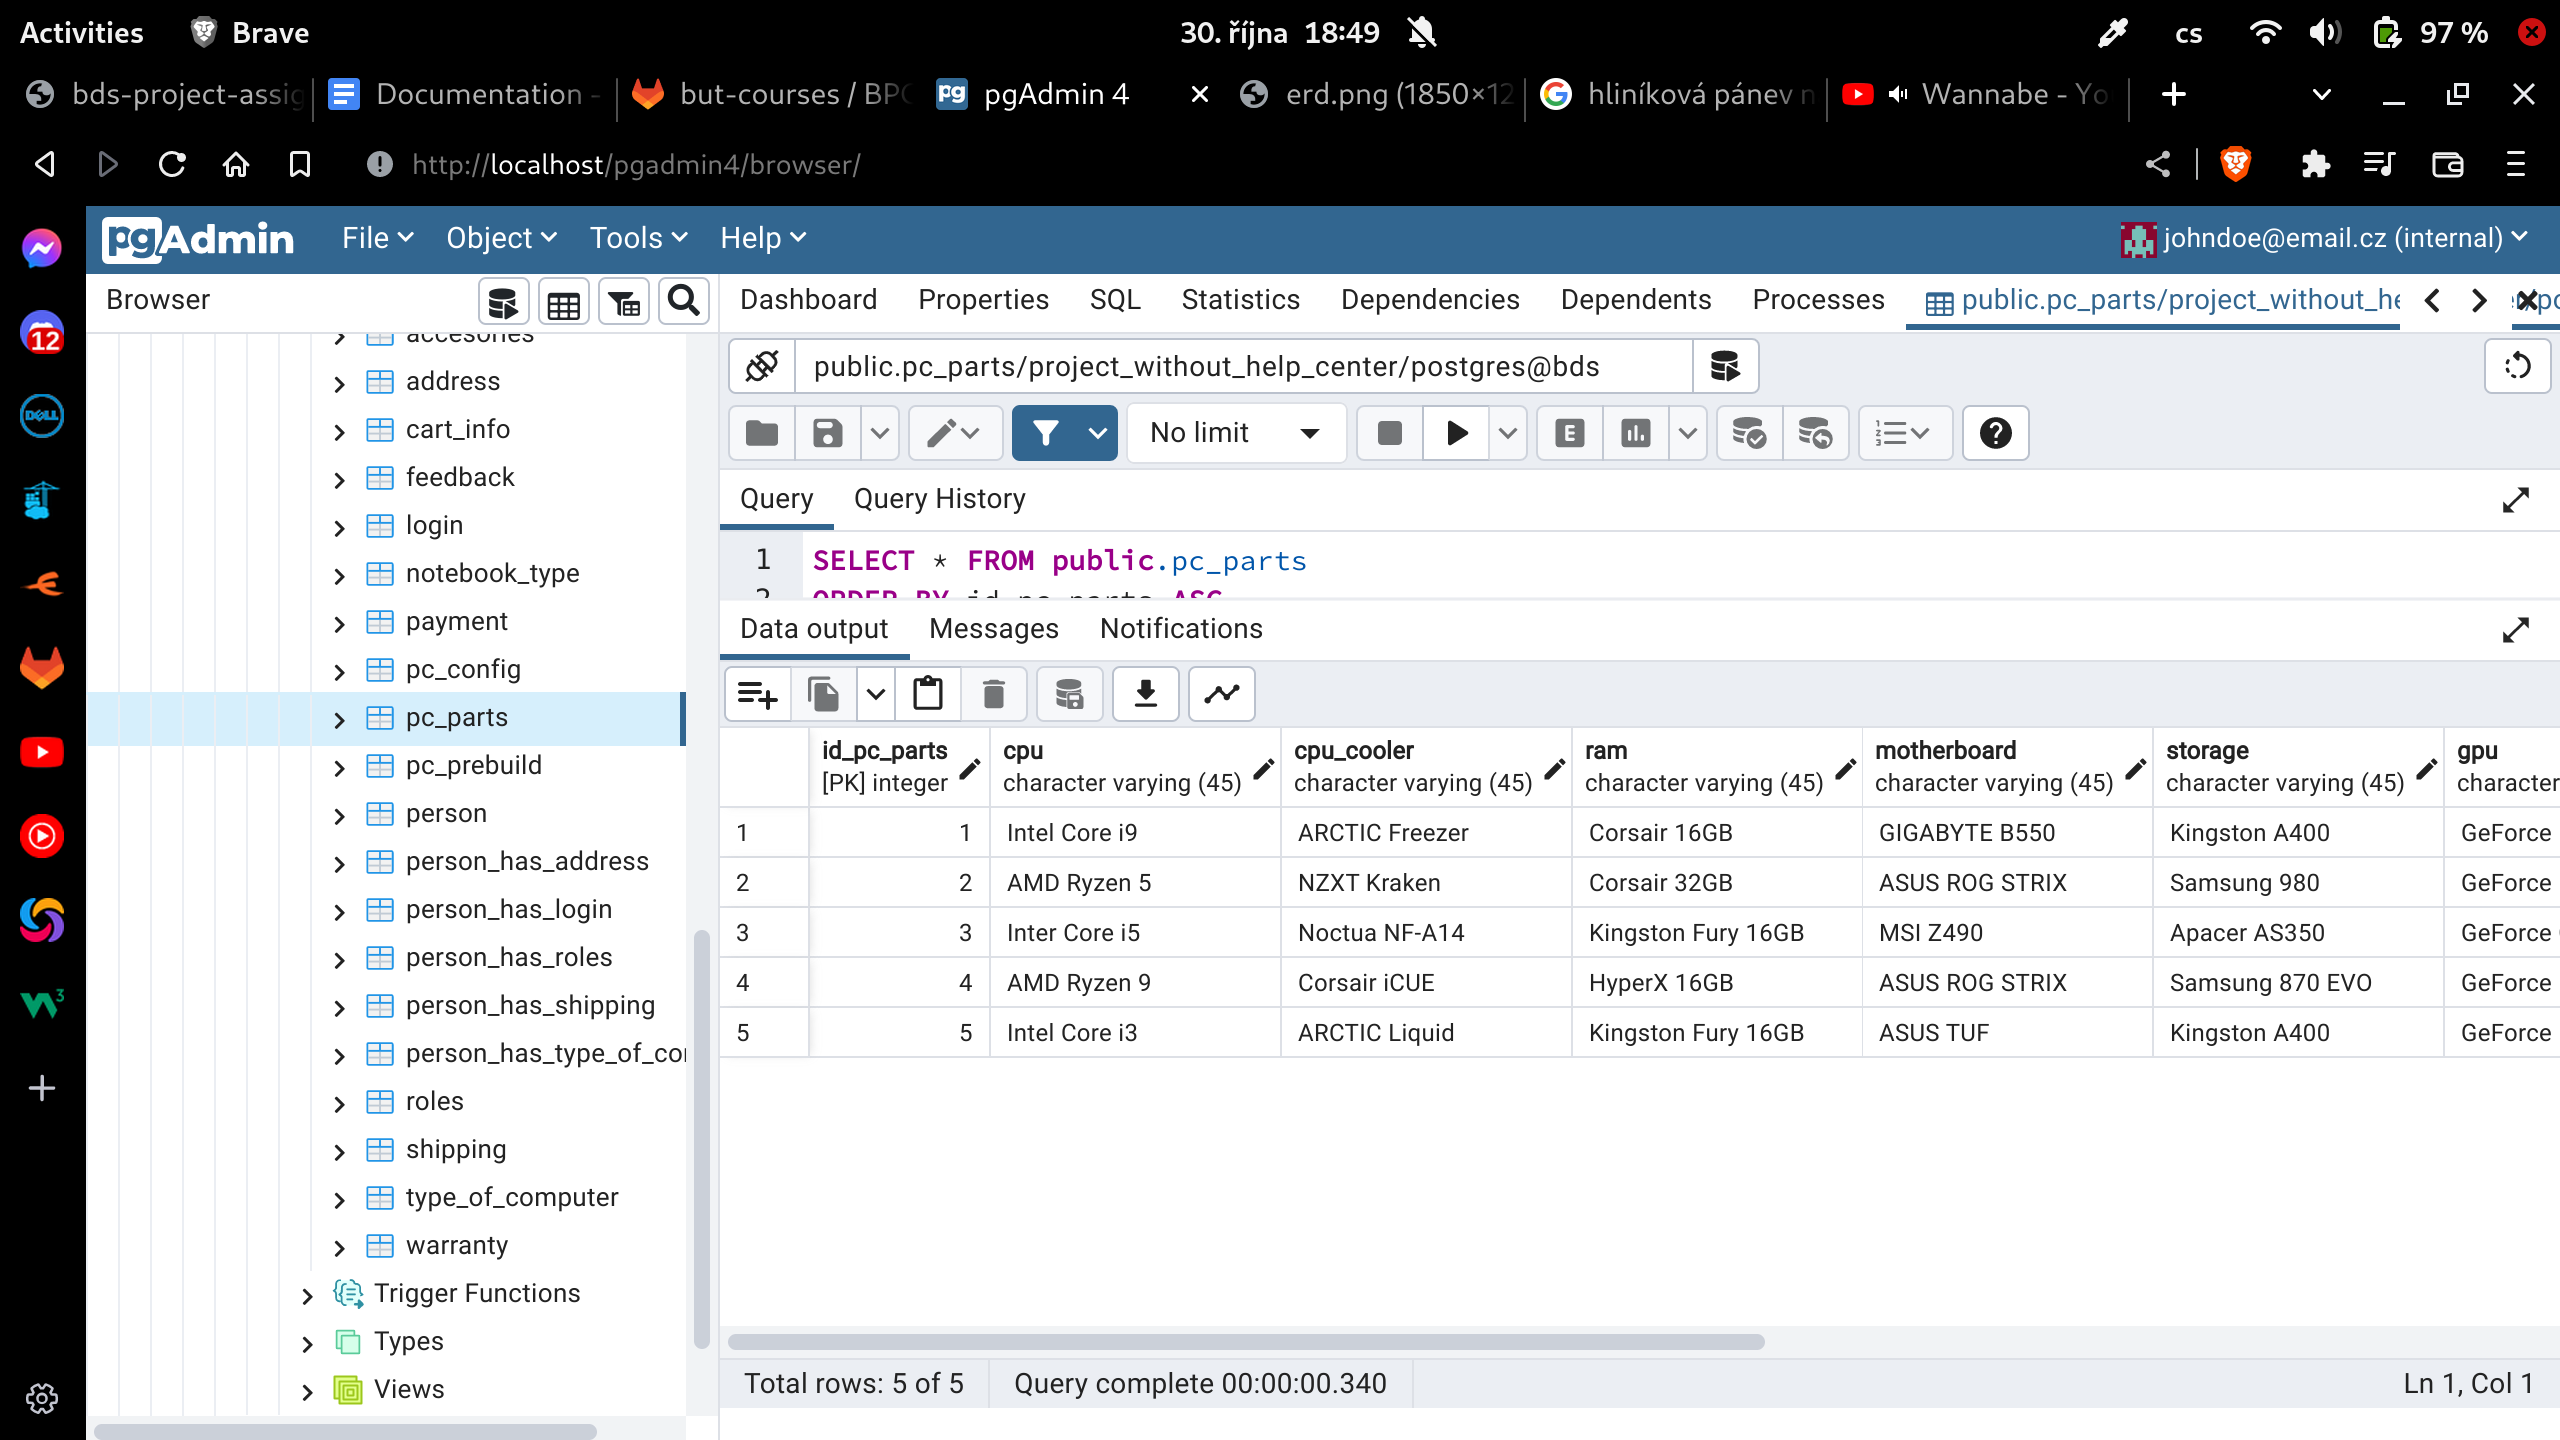 Activities Brave 30. října 18:49 cs 97 %
bds-project-assig Documentation - but-courses / BPC pgAdmin 4 erd.png (1850×12 hliníková pánev n Wannabe - Yo
http://localhost/pgadmin4/browser/
pgAdmin File Object Tools Help johndoe@email.cz (internal)
Browser Dashboard Properties SQL Statistics Dependencies Dependents Processes public.pc_parts/project_without_he
public.pc_parts/project_without_help_center/postgres@bds
No limit E
Query Query History
1 SELECT * FROM public.pc_parts
2 ORDER BY id_pc_parts ASC
Data output Messages Notifications
id_pc_parts cpu cpu_cooler ram motherboard storage gpu
[PK] integer character varying (45) character varying (45) character varying (45) character varying (45) character varying (45) character
1 1 Intel Core i9 ARCTIC Freezer Corsair 16GB GIGABYTE B550 Kingston A400 GeForce
2 2 AMD Ryzen 5 NZXT Kraken Corsair 32GB ASUS ROG STRIX Samsung 980 GeForce
3 3 Inter Core i5 Noctua NF-A14 Kingston Fury 16GB MSI Z490 Apacer AS350 GeForce
4 4 AMD Ryzen 9 Corsair iCUE HyperX 16GB ASUS ROG STRIX Samsung 870 EVO GeForce
5 5 Intel Core i3 ARCTIC Liquid Kingston Fury 16GB ASUS TUF Kingston A400 GeForce
Total rows: 5 of 5 Query complete 00:00:00.340 Ln 1, Col 1
accesories
address
cart_info
feedback
login
notebook_type
payment
pc_config
pc_parts
pc_prebuild
person
person_has_address
person_has_login
person_has_roles
person_has_shipping
person_has_type_of_co
roles
shipping
type_of_computer
warranty
Trigger Functions
Types
Views
12
DELL
W3